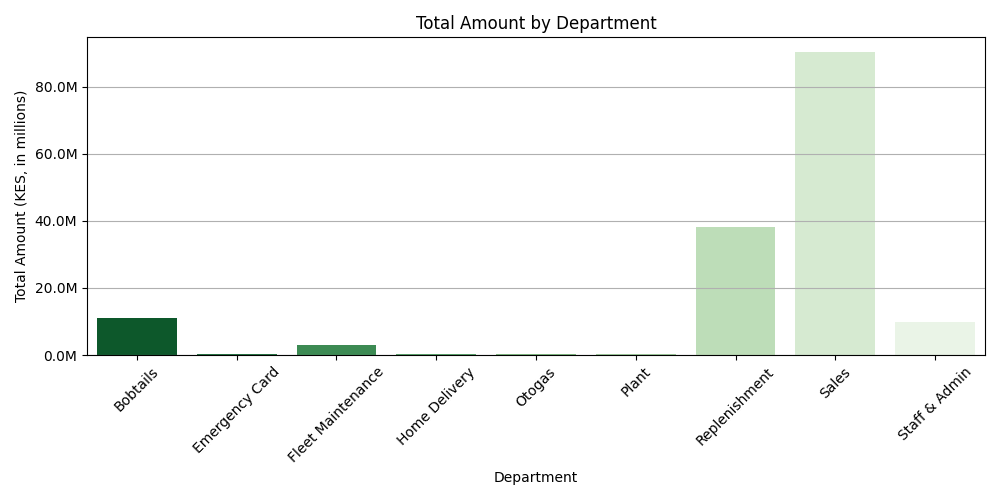 Total Amount by Department
Total Amount (KES, in millions)
80.0M
60.0M
40.0M
20.0M
0.0M
Bobtails
Emergency Card
Fleet Maintenance
Home Delivery
Otogas
Plant
Replenishment
Sales
Staff & Admin
Department